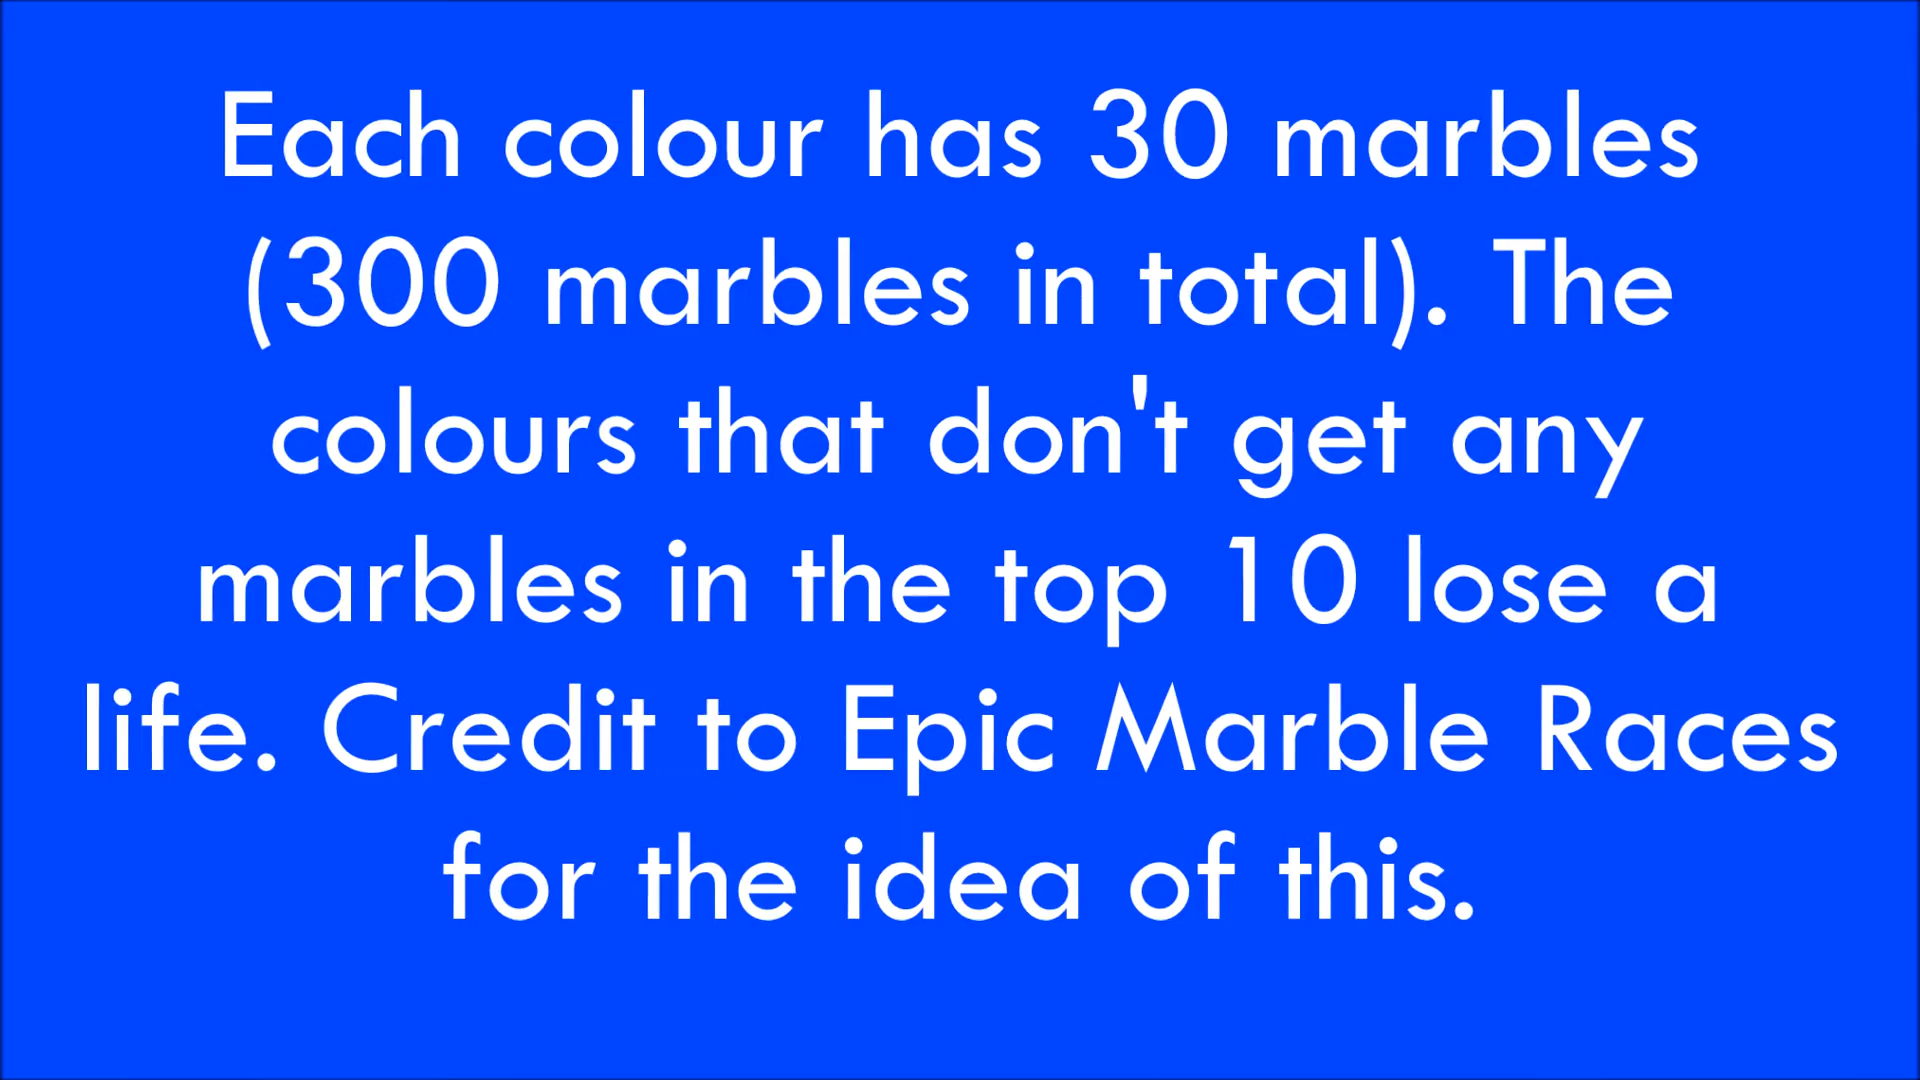 Each colour has 30 marbles
(300 marbles in total). The
colours that don't get any
marbles in the top 10 lose a
life. Credit to Epic Marble Races
for the idea of this.